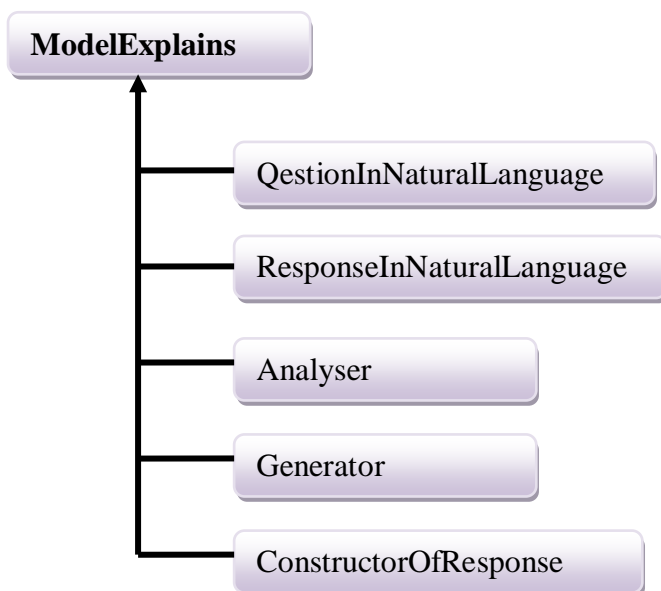 ModelExplains
QestionInNaturalLanguage
ResponseInNaturalLanguage
Analyser
Generator
ConstructorOfResponse